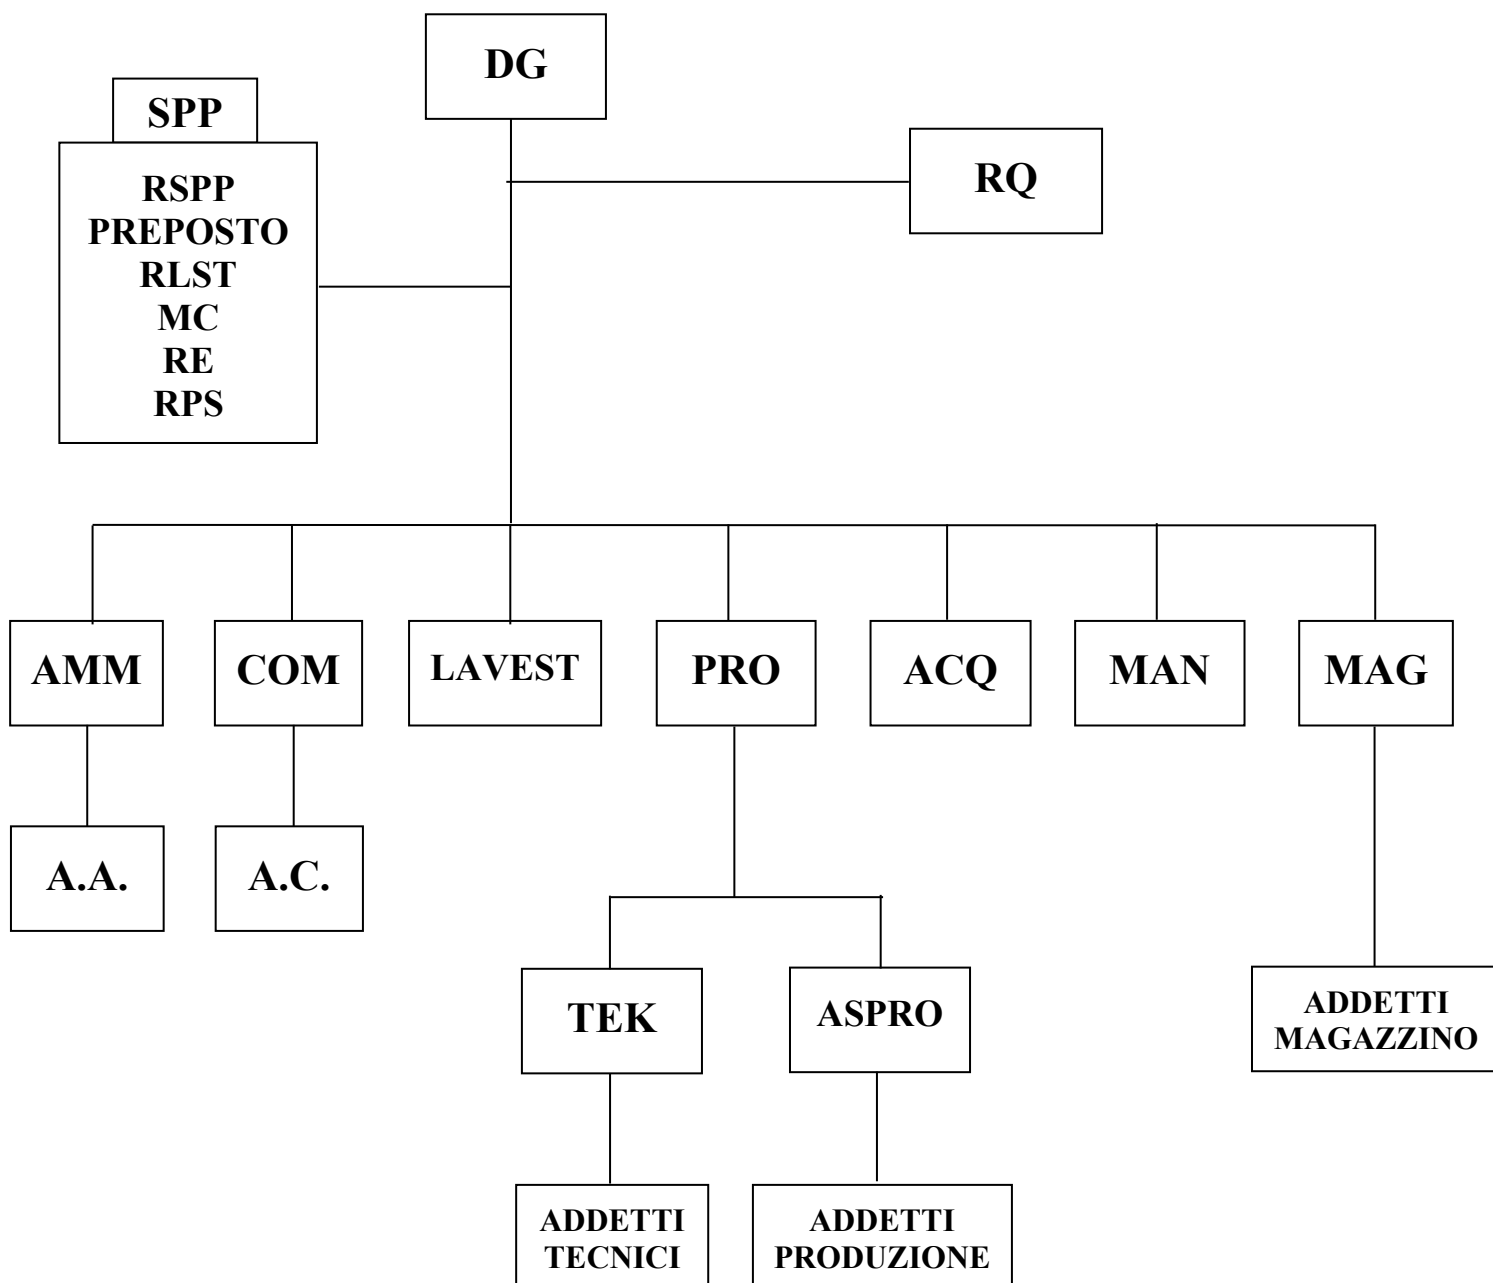 DG
SPP
RQ
RSPP
PREPOSTO
RLST
MC
RE
RPS
AMM
COM
LAVEST
PRO
ACQ
MAN
MAG
A.A.
A.C.
TEK
ASPRO
ADDETTI
MAGAZZINO
ADDETTI
TECNICI
ADDETTI
PRODUZIONE